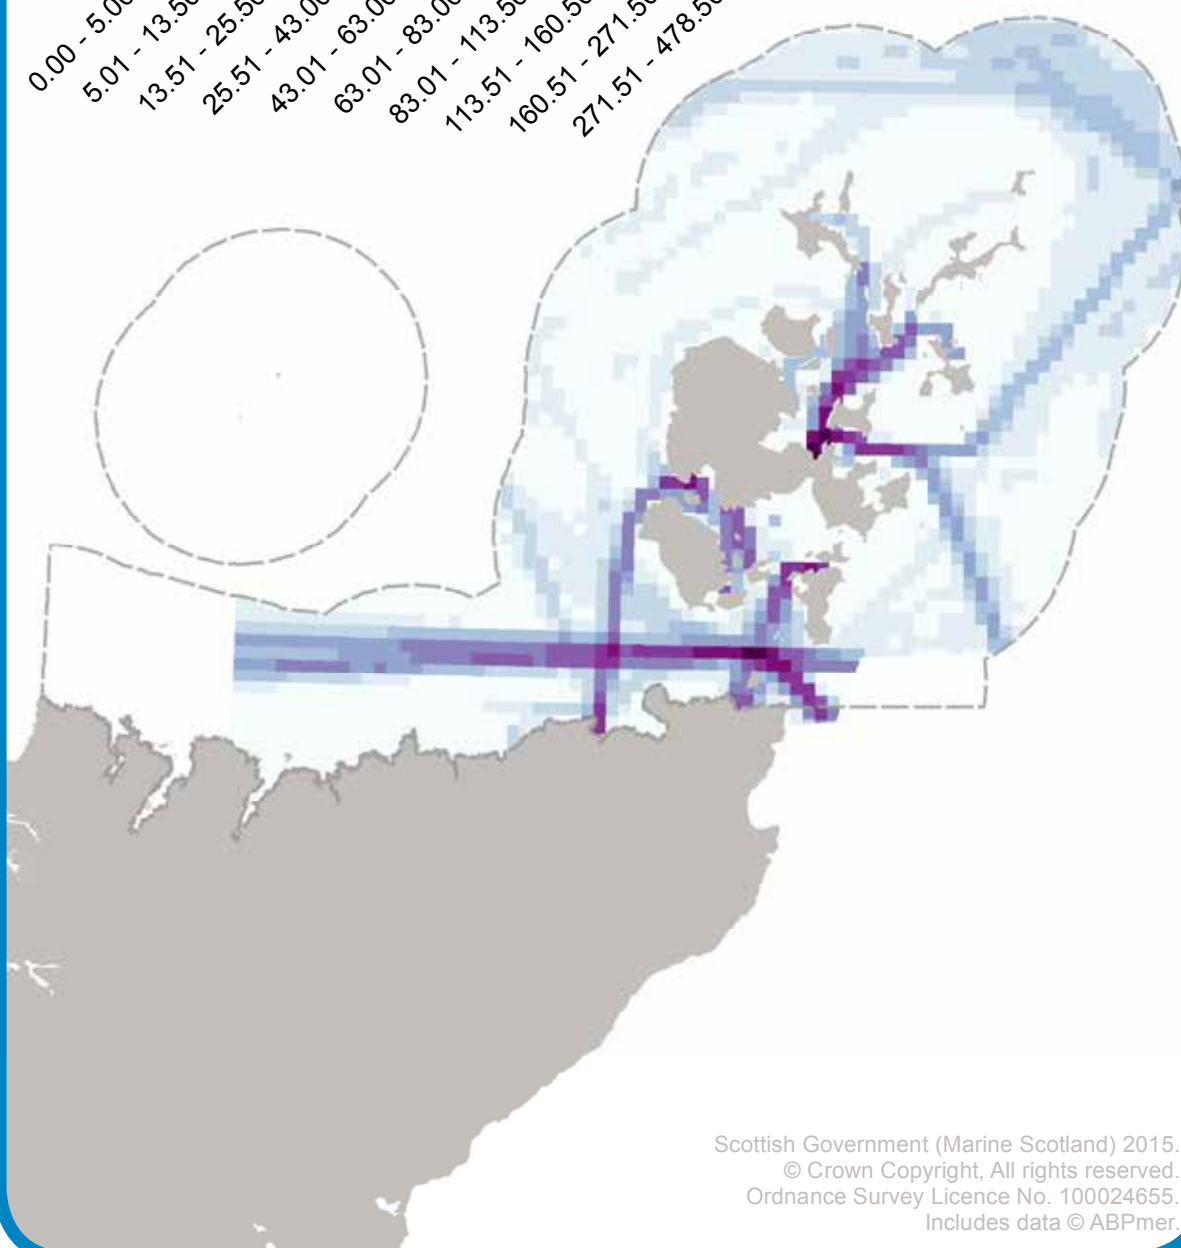 0.00 - 5.00
5.01 - 13.50
13.51 - 25.50
25.51 - 43.00
43.01 - 63.00
63.01 - 83.00
83.01 - 113.50
113.51 - 160.50
160.51 - 271.50
271.51 - 478.50
Scottish Government (Marine Scotland) 2015.
© Crown Copyright, All rights reserved.
Ordnance Survey Licence No. 100024655.
Includes data © ABPmer.